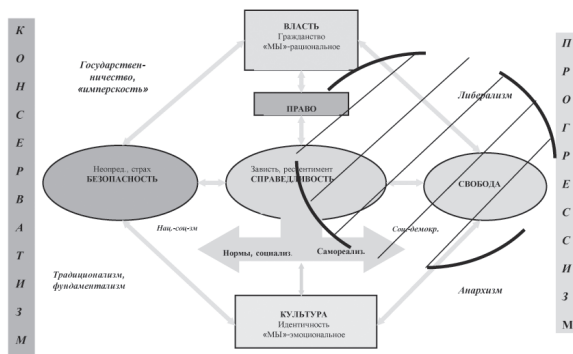 К О Н С Е Р В А Т И З М
ВЛАСТЬ
Гражданство
«МЫ»-рациональное
П Р О Г Р Е С С И З М
Государствен-
ничество,
«имперскость»
ПРАВО
Либерализм
Неопред., страх
БЕЗОПАСНОСТЬ
Зависть, ресентимент
СПРАВЕДЛИВОСТЬ
СВОБОДА
Нац.-соц-зм
Соц-демокр.
Нормы, социализ.
Самореализ.
Традиционализм,
фундаментализм
Анархизм
КУЛЬТУРА
Идентичность
«МЫ»-эмоциональное